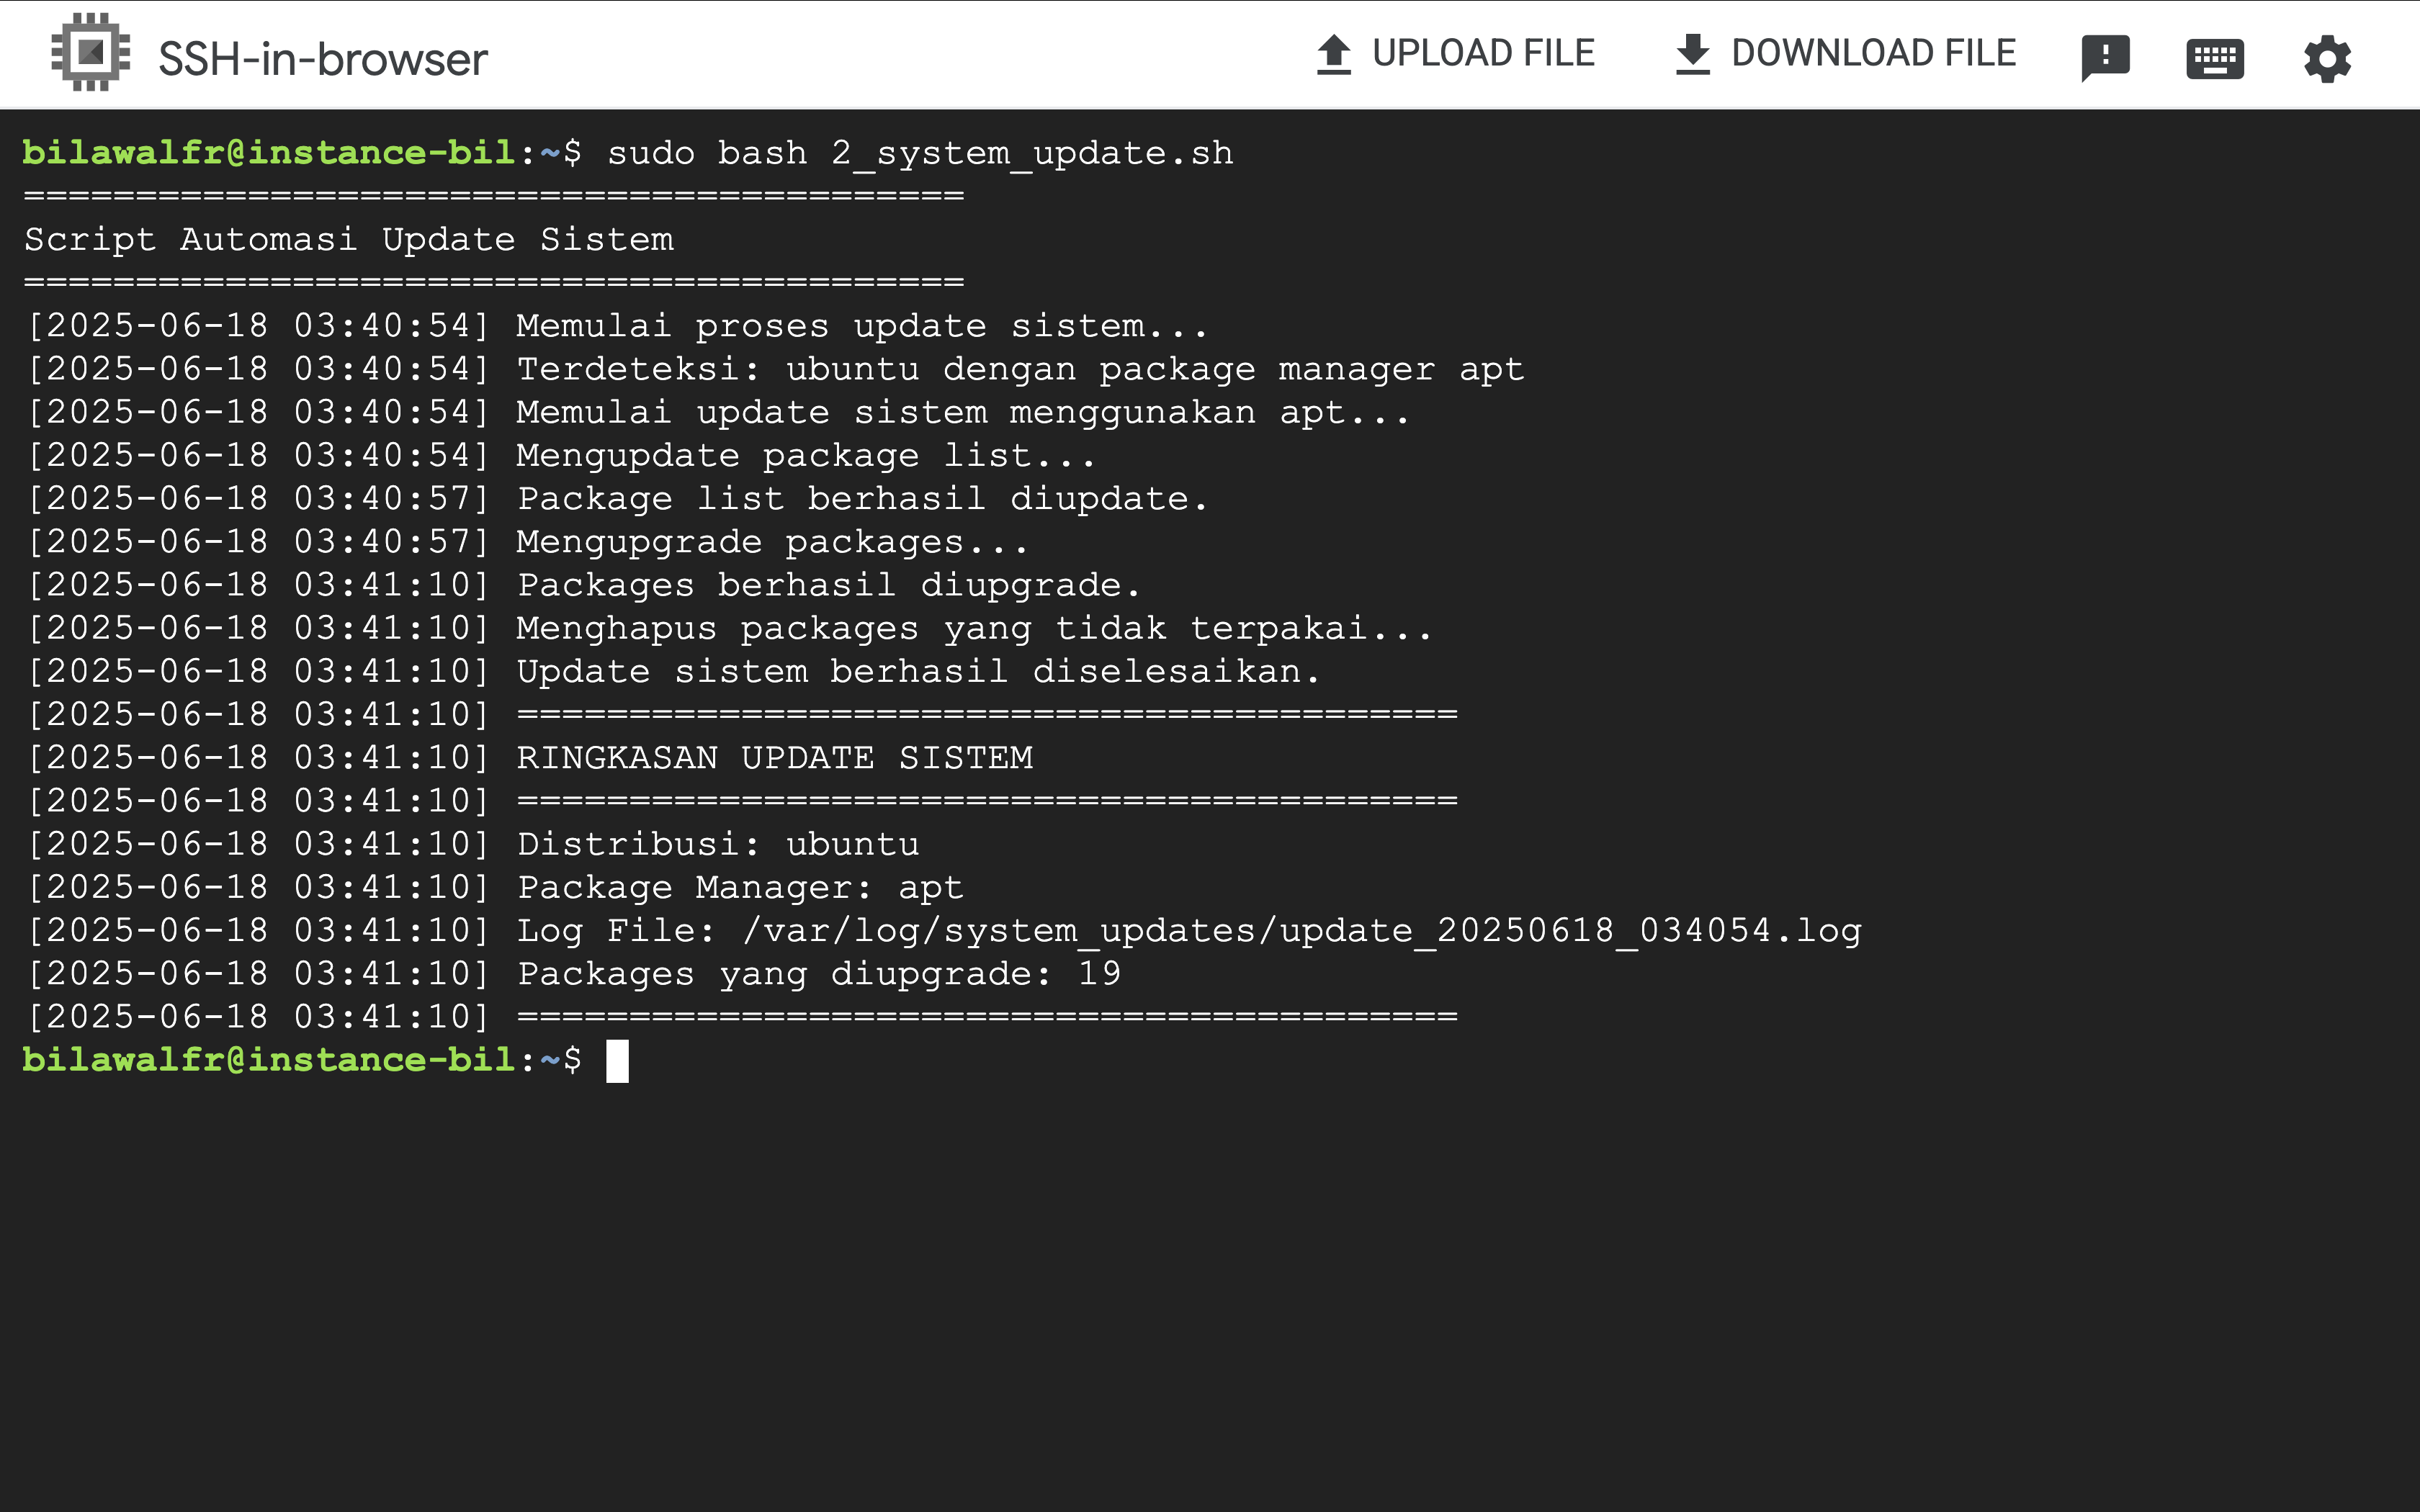 SSH-in-browser
UPLOAD FILE
DOWNLOAD FILE
bilawalfr@instance-bil:~$ sudo bash 2_system_update.sh
==========================================
Script Automasi Update Sistem
==========================================
[2025-06-18 03:40:54] Memulai proses update sistem...
[2025-06-18 03:40:54] Terdeteksi: ubuntu dengan package manager apt
[2025-06-18 03:40:54] Memulai update sistem menggunakan apt...
[2025-06-18 03:40:54] Mengupdate package list...
[2025-06-18 03:40:57] Package list berhasil diupdate.
[2025-06-18 03:40:57] Mengupgrade packages...
[2025-06-18 03:41:10] Packages berhasil diupgrade.
[2025-06-18 03:41:10] Menghapus packages yang tidak terpakai...
[2025-06-18 03:41:10] Update sistem berhasil diselesaikan.
[2025-06-18 03:41:10] ==========================================
[2025-06-18 03:41:10] RINGKASAN UPDATE SISTEM
[2025-06-18 03:41:10] ==========================================
[2025-06-18 03:41:10] Distribusi: ubuntu
[2025-06-18 03:41:10] Package Manager: apt
[2025-06-18 03:41:10] Log File: /var/log/system_updates/update_20250618_034054.log
[2025-06-18 03:41:10] Packages yang diupgrade: 19
[2025-06-18 03:41:10] ==========================================
bilawalfr@instance-bil:~$